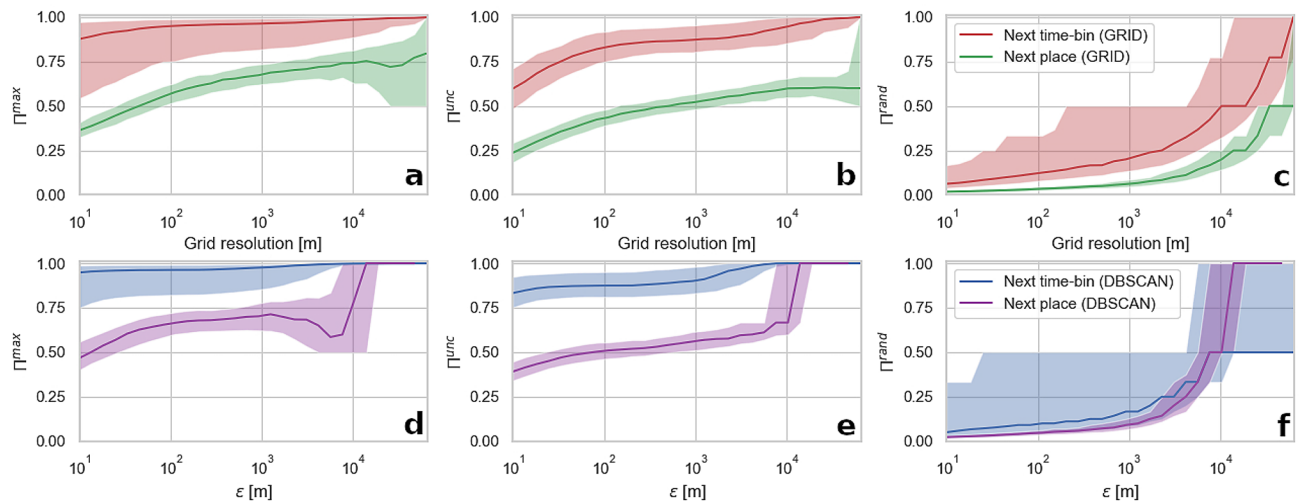 1.00
0.75
0.50
0.25
0.00
Π^max
10^1
10^2
10^3
10^4
Grid resolution [m]
a
1.00
0.75
0.50
0.25
0.00
Π^unc
10^1
10^2
10^3
10^4
Grid resolution [m]
b
1.00
0.75
0.50
0.25
0.00
Π^rand
Next time-bin (GRID)
Next place (GRID)
10^1
10^2
10^3
10^4
Grid resolution [m]
c
1.00
0.75
0.50
0.25
0.00
Π^max
10^1
10^2
10^3
10^4
ε [m]
d
1.00
0.75
0.50
0.25
0.00
Π^unc
10^1
10^2
10^3
10^4
ε [m]
e
1.00
0.75
0.50
0.25
0.00
Π^rand
Next time-bin (DBSCAN)
Next place (DBSCAN)
10^1
10^2
10^3
10^4
ε [m]
f